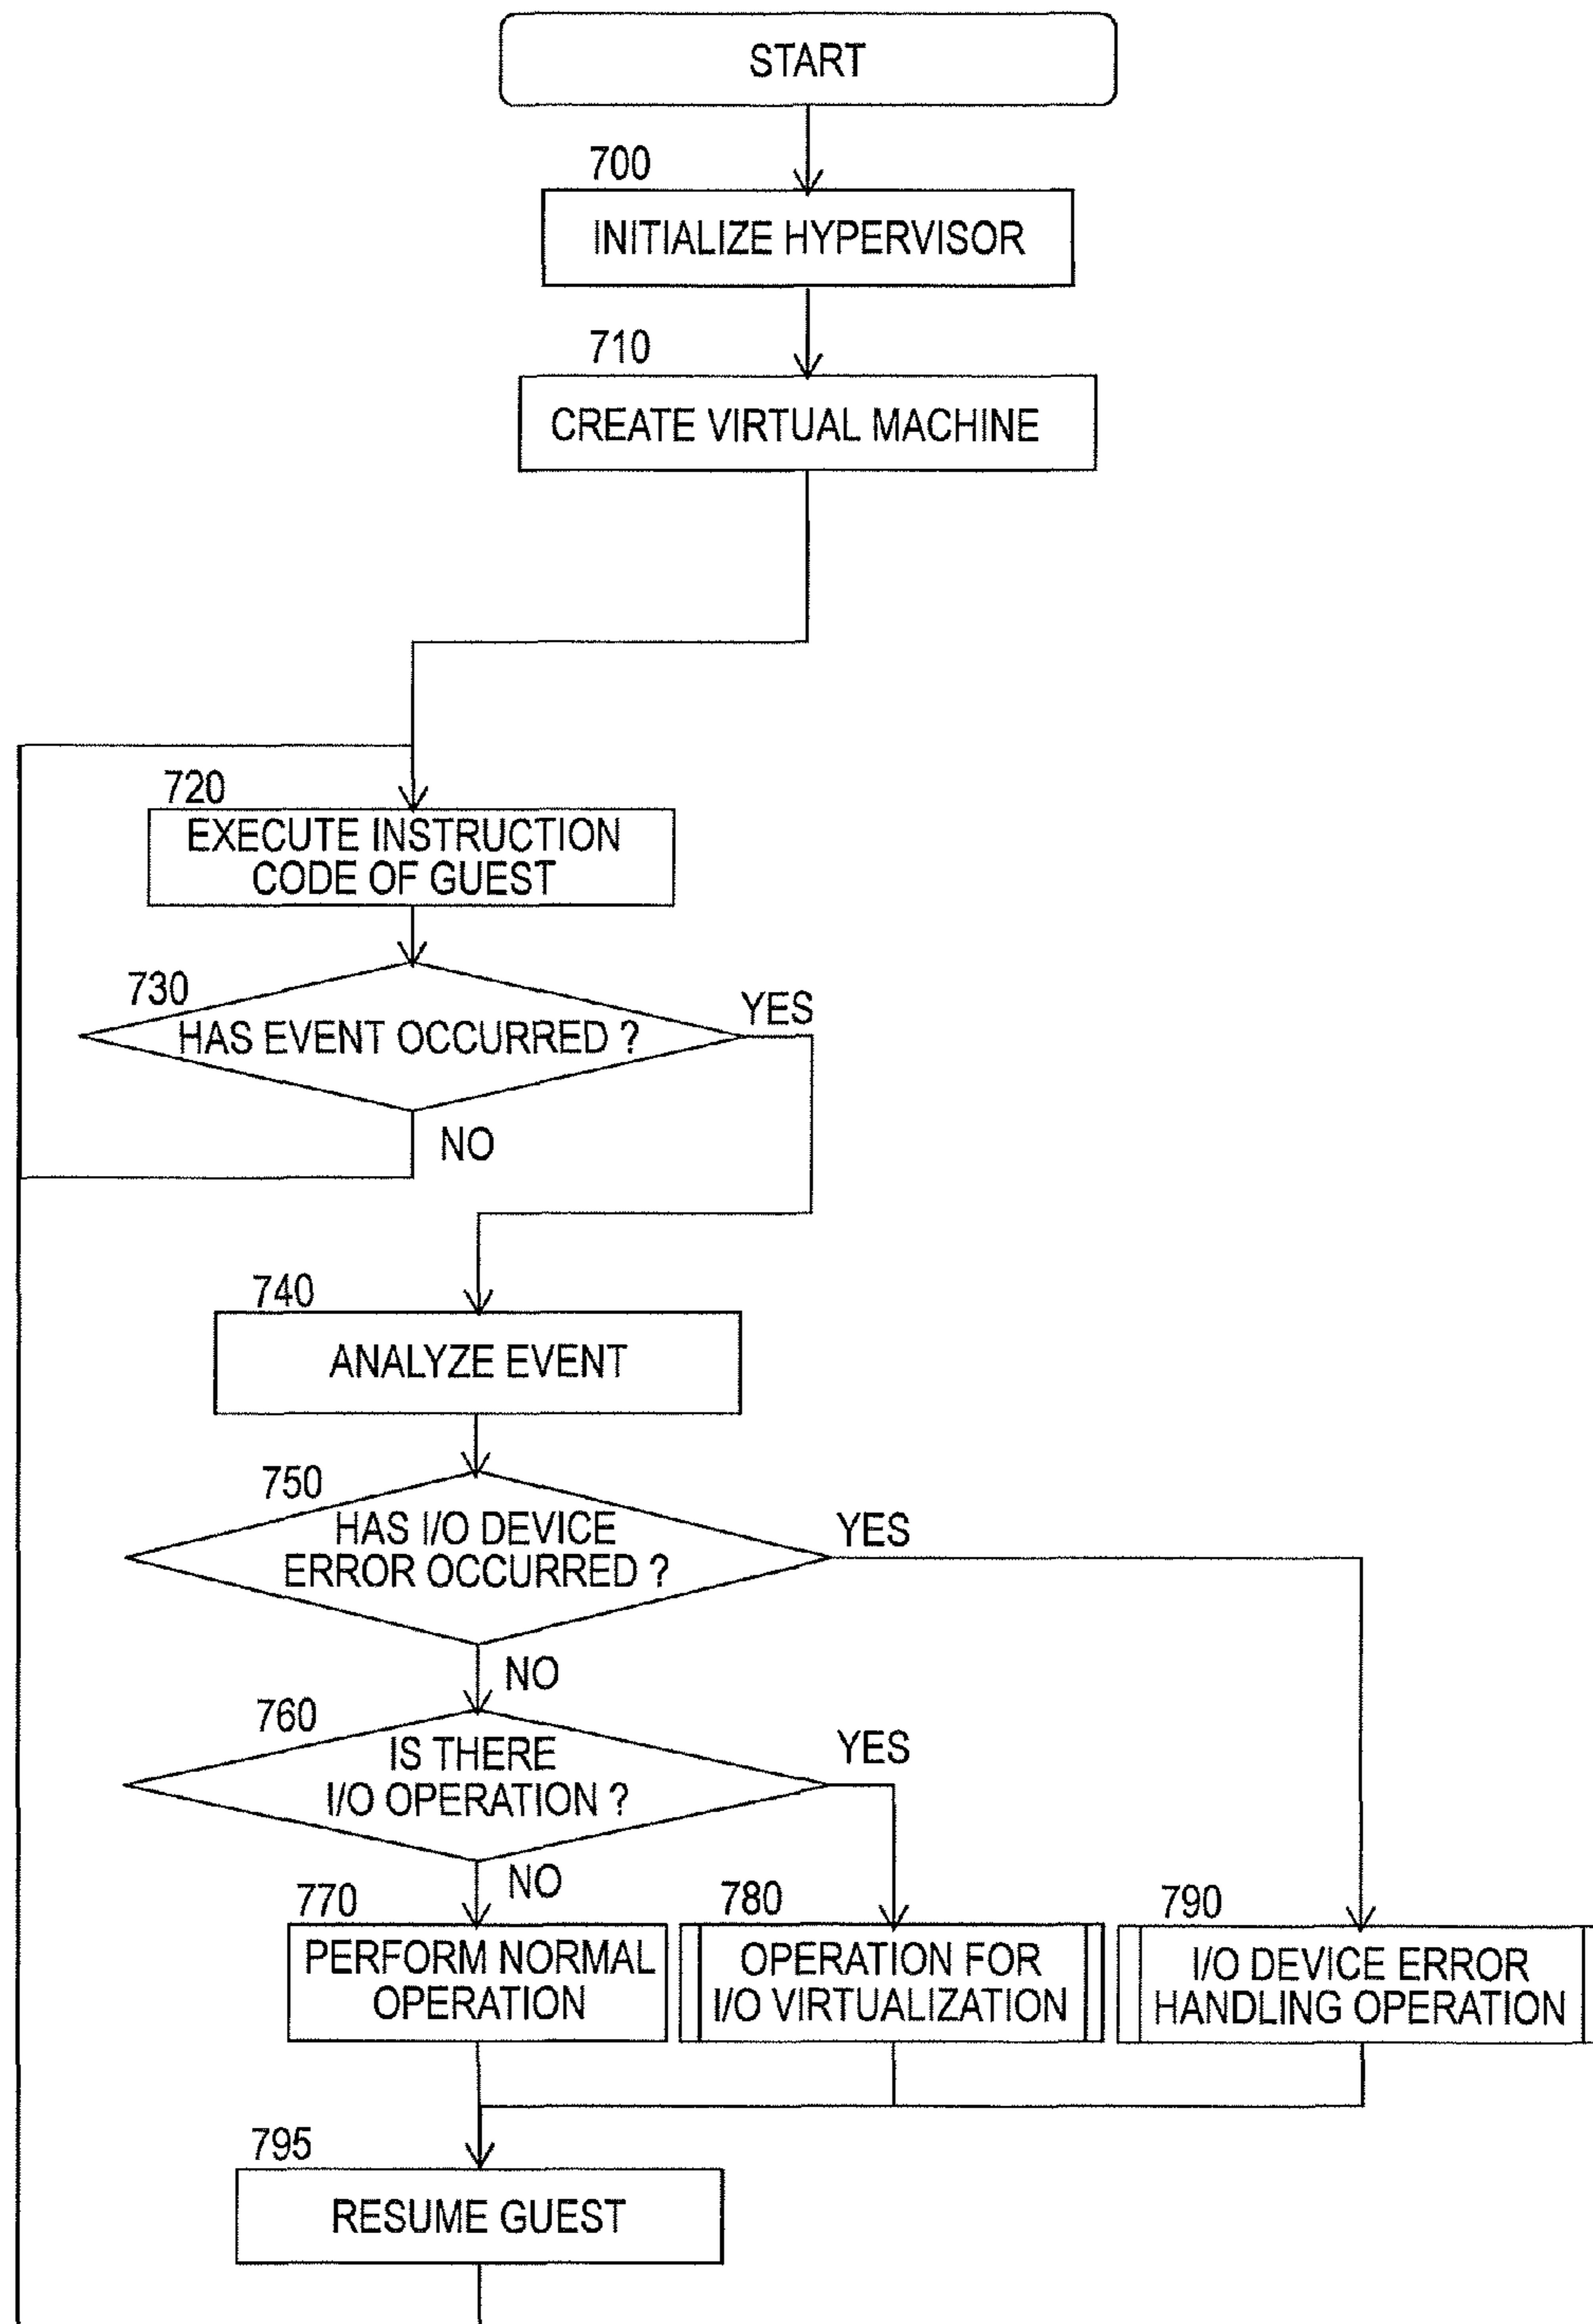 START
700
INITIALIZE HYPERVISOR
710
CREATE VIRTUAL MACHINE
720
EXECUTE INSTRUCTION
CODE OF GUEST
730
HAS EVENT OCCURRED ?
YES
NO
740
ANALYZE EVENT
750
HAS I/O DEVICE
ERROR OCCURRED ?
YES
NO
760
IS THERE
I/O OPERATION ?
YES
NO
770
PERFORM NORMAL
OPERATION
780
OPERATION FOR
I/O VIRTUALIZATION
790
I/O DEVICE ERROR
HANDLING OPERATION
795
RESUME GUEST